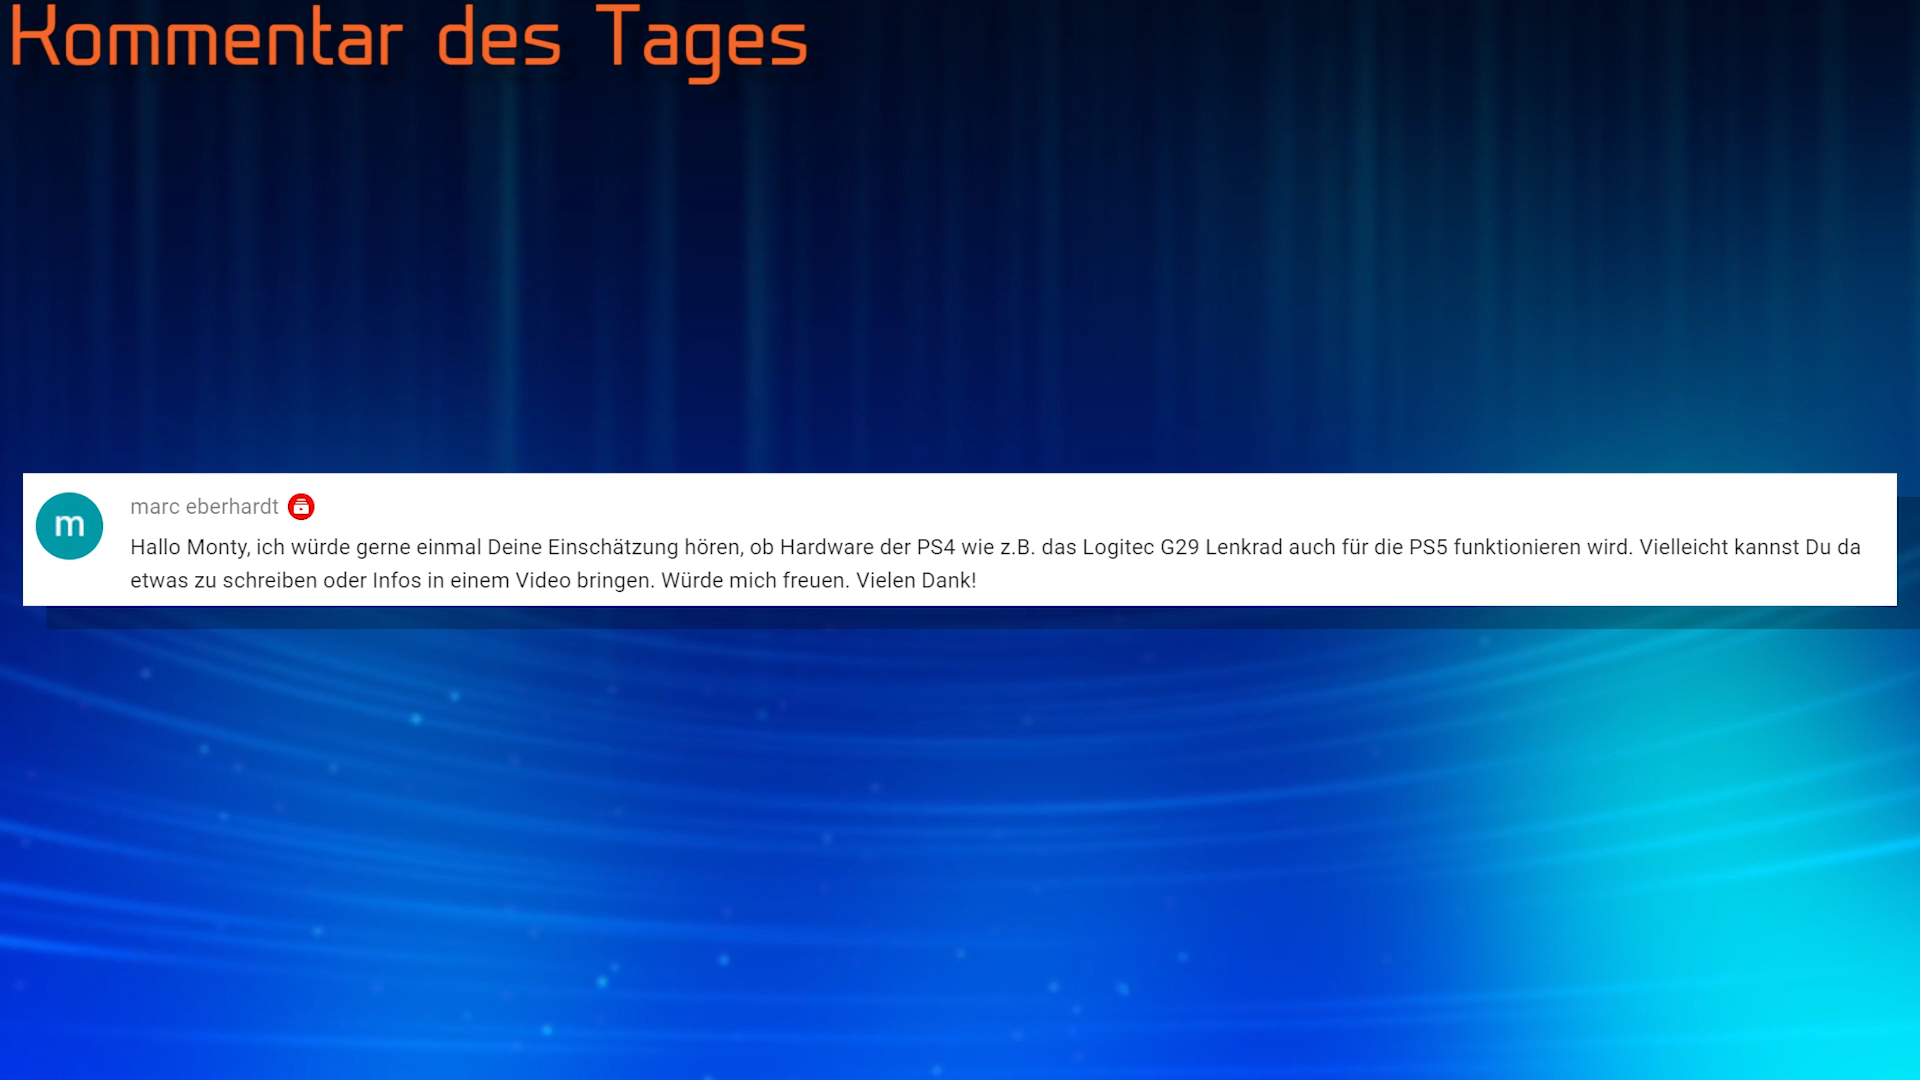 Kommentar des Tages
marc eberhardt
m
Hallo Monty, ich würde gerne einmal Deine Einschätzung hören, ob Hardware der PS4 wie z.B. das Logitec G29 Lenkrad auch für die PS5 funktionieren wird. Vielleicht kannst Du da
etwas zu schreiben oder Infos in einem Video bringen. Würde mich freuen. Vielen Dank!